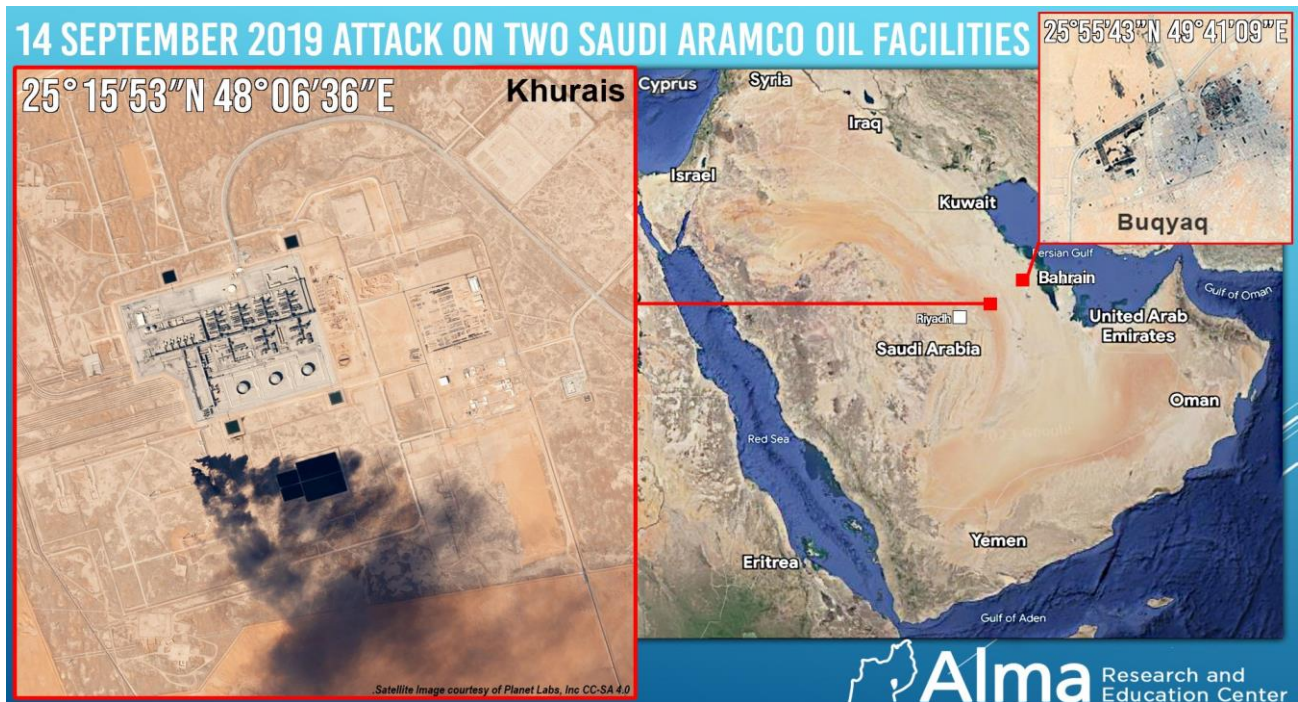 14 SEPTEMBER 2019 ATTACK ON TWO SAUDI ARAMCO OIL FACILITIES
25°55'43"N 49°41'09"E
Buqyaq
25°15'53"N 48°06'36"E
Khurais
.Satellite Image courtesy of Planet Labs, Inc CC-SA 4.0
Cyprus
Syria
Iraq
Israel
Kuwait
Persian Gulf
Bahrain
Gulf of Oman
Riyadh
United Arab
Emirates
Saudi Arabia
Oman
Red Sea
Yemen
Eritrea
Gulf of Aden
Alma
Research and
Education Center